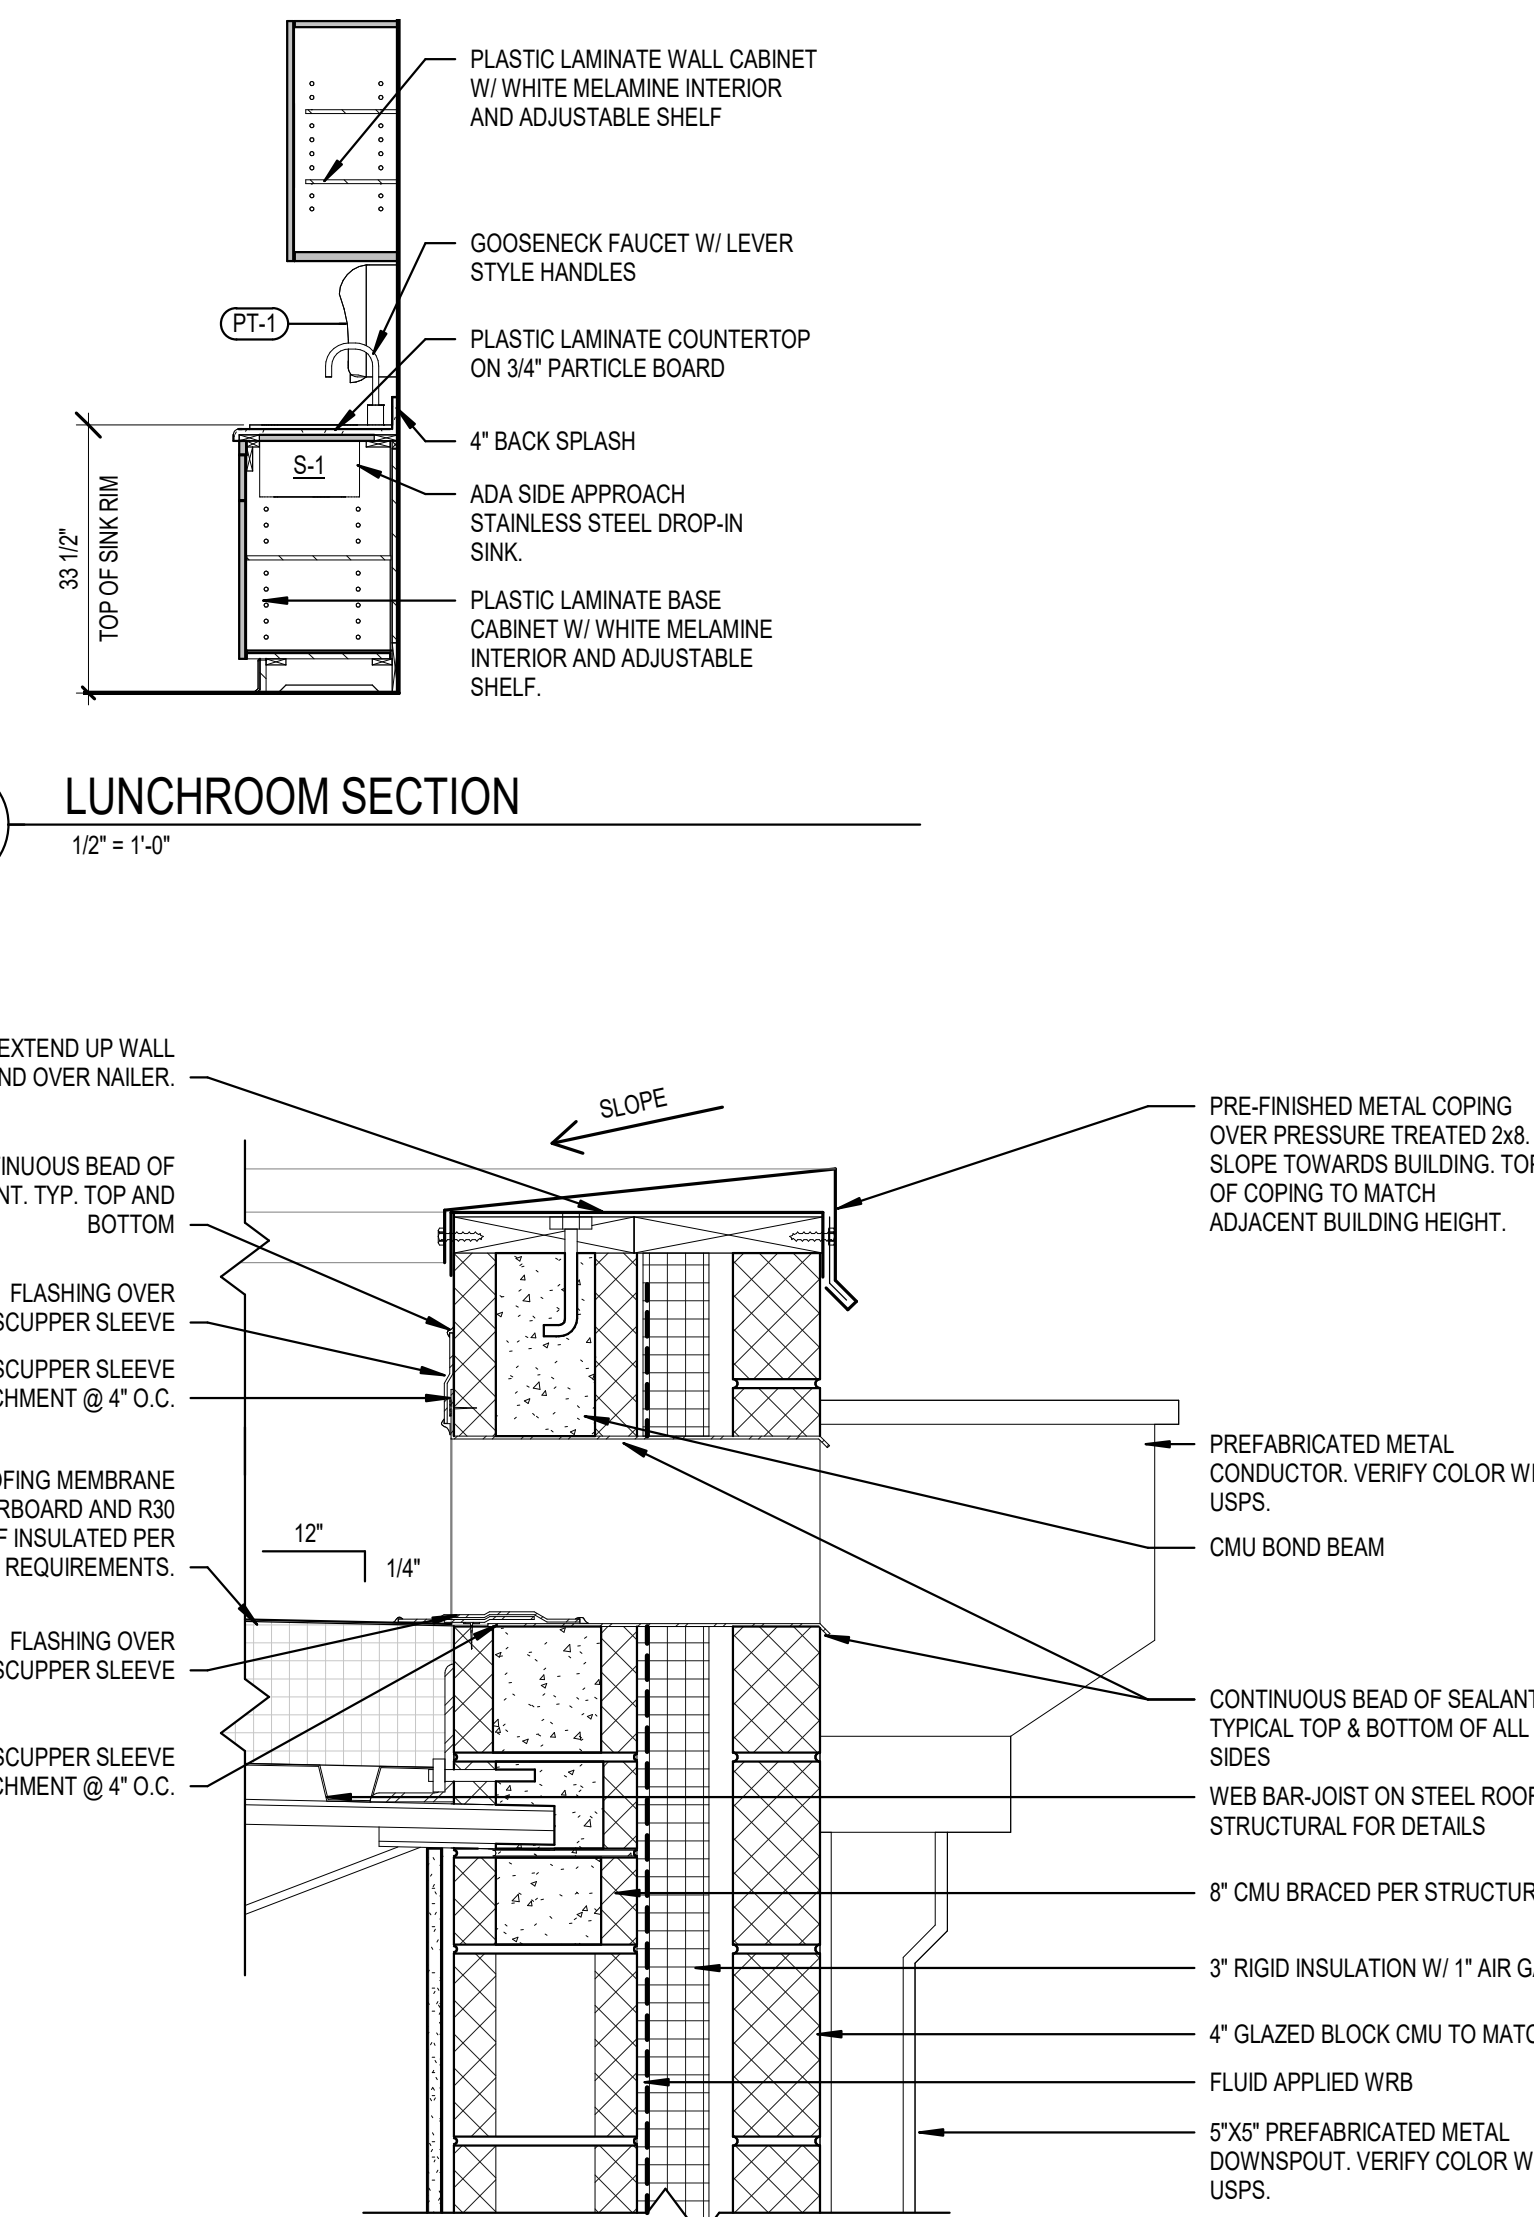 PLASTIC LAMINATE WALL CABINET
W/ WHITE MELAMINE INTERIOR
AND ADJUSTABLE SHELF
GOOSENECK FAUCET W/ LEVER
STYLE HANDLES
PT-1
PLASTIC LAMINATE COUNTERTOP
ON 3/4" PARTICLE BOARD
4" BACK SPLASH
S-1
ADA SIDE APPROACH
STAINLESS STEEL DROP-IN
SINK.
33 1/2"
TOP OF SINK RIM
PLASTIC LAMINATE BASE
CABINET W/ WHITE MELAMINE
INTERIOR AND ADJUSTABLE
SHELF.
LUNCHROOM SECTION
1/2" = 1'-0"
EXTEND UP WALL
ND OVER NAILER.
TINUOUS BEAD OF
NT. TYP. TOP AND
BOTTOM
FLASHING OVER
SCUPPER SLEEVE
SCUPPER SLEEVE
CHMENT @ 4" O.C.
OFING MEMBRANE
RBOARD AND R30
F INSULATED PER
REQUIREMENTS.
FLASHING OVER
SCUPPER SLEEVE
SCUPPER SLEEVE
CHMENT @ 4" O.C.
SLOPE
12"
1/4"
PRE-FINISHED METAL COPING
OVER PRESSURE TREATED 2x8.
SLOPE TOWARDS BUILDING. TOP
OF COPING TO MATCH
ADJACENT BUILDING HEIGHT.
PREFABRICATED METAL
CONDUCTOR. VERIFY COLOR WI
USPS.
CMU BOND BEAM
CONTINUOUS BEAD OF SEALANT
TYPICAL TOP & BOTTOM OF ALL
SIDES
WEB BAR-JOIST ON STEEL ROOF
STRUCTURAL FOR DETAILS
8" CMU BRACED PER STRUCTUR
3" RIGID INSULATION W/ 1" AIR GA
4" GLAZED BLOCK CMU TO MATC
FLUID APPLIED WRB
5"X5" PREFABRICATED METAL
DOWNSPOUT. VERIFY COLOR W
USPS.